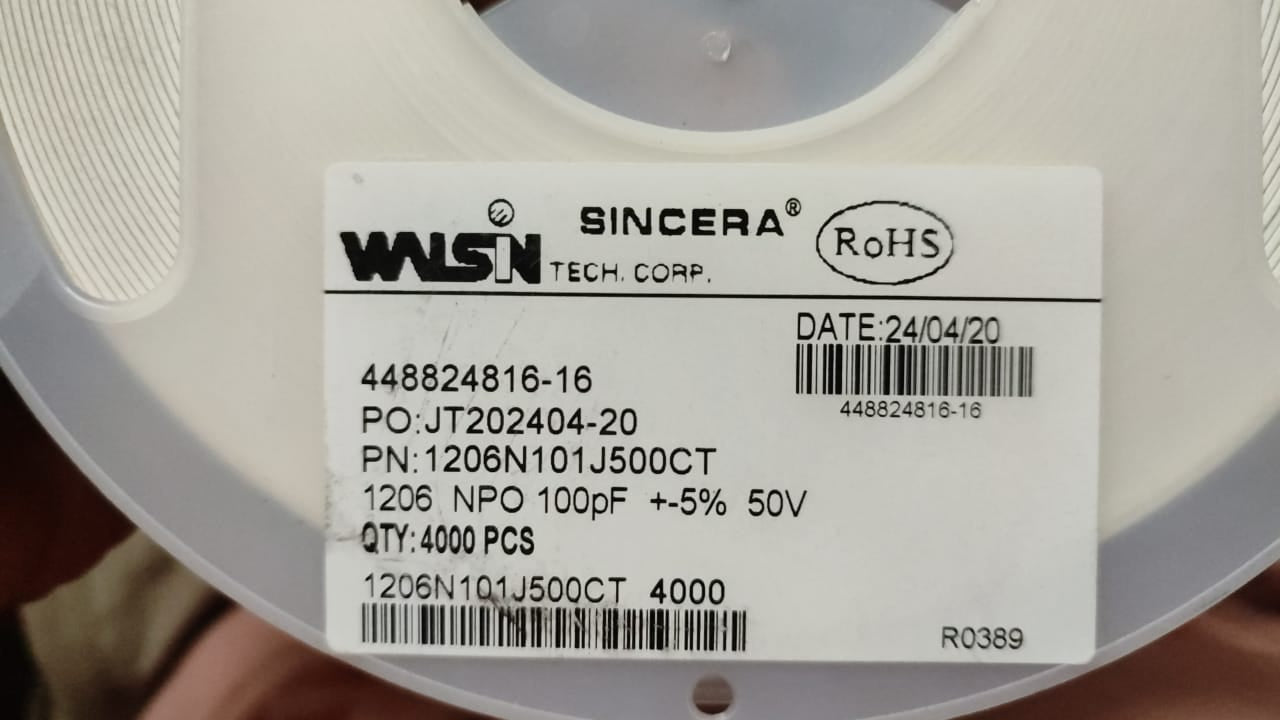 WALSIN SINCERA®
TECH. CORP.
RoHS
DATE:24/04/20
448824816-16
448824816-16
PO:JT202404-20
PN:1206N101J500CT
1206 NPO 100pF +-5% 50V
QTY:4000 PCS
1206N101J500CT 4000
R0389